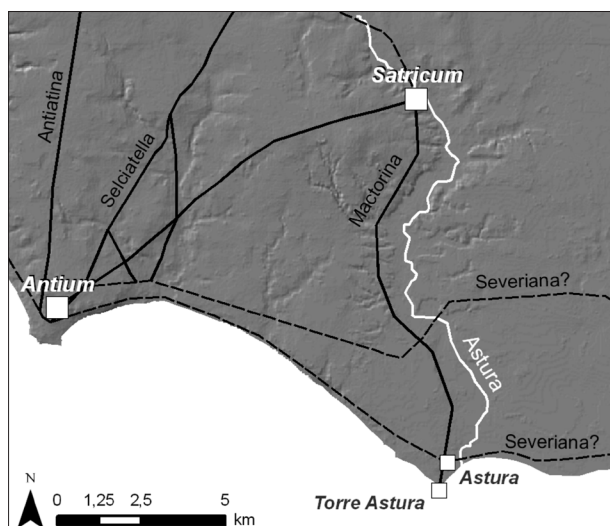 Satricum
Antiatina
Selciatella
Mactorina
Antium
Severiana?
Astura
Severiana?
Astura
Torre Astura
N
0 1,25 2,5 5
km